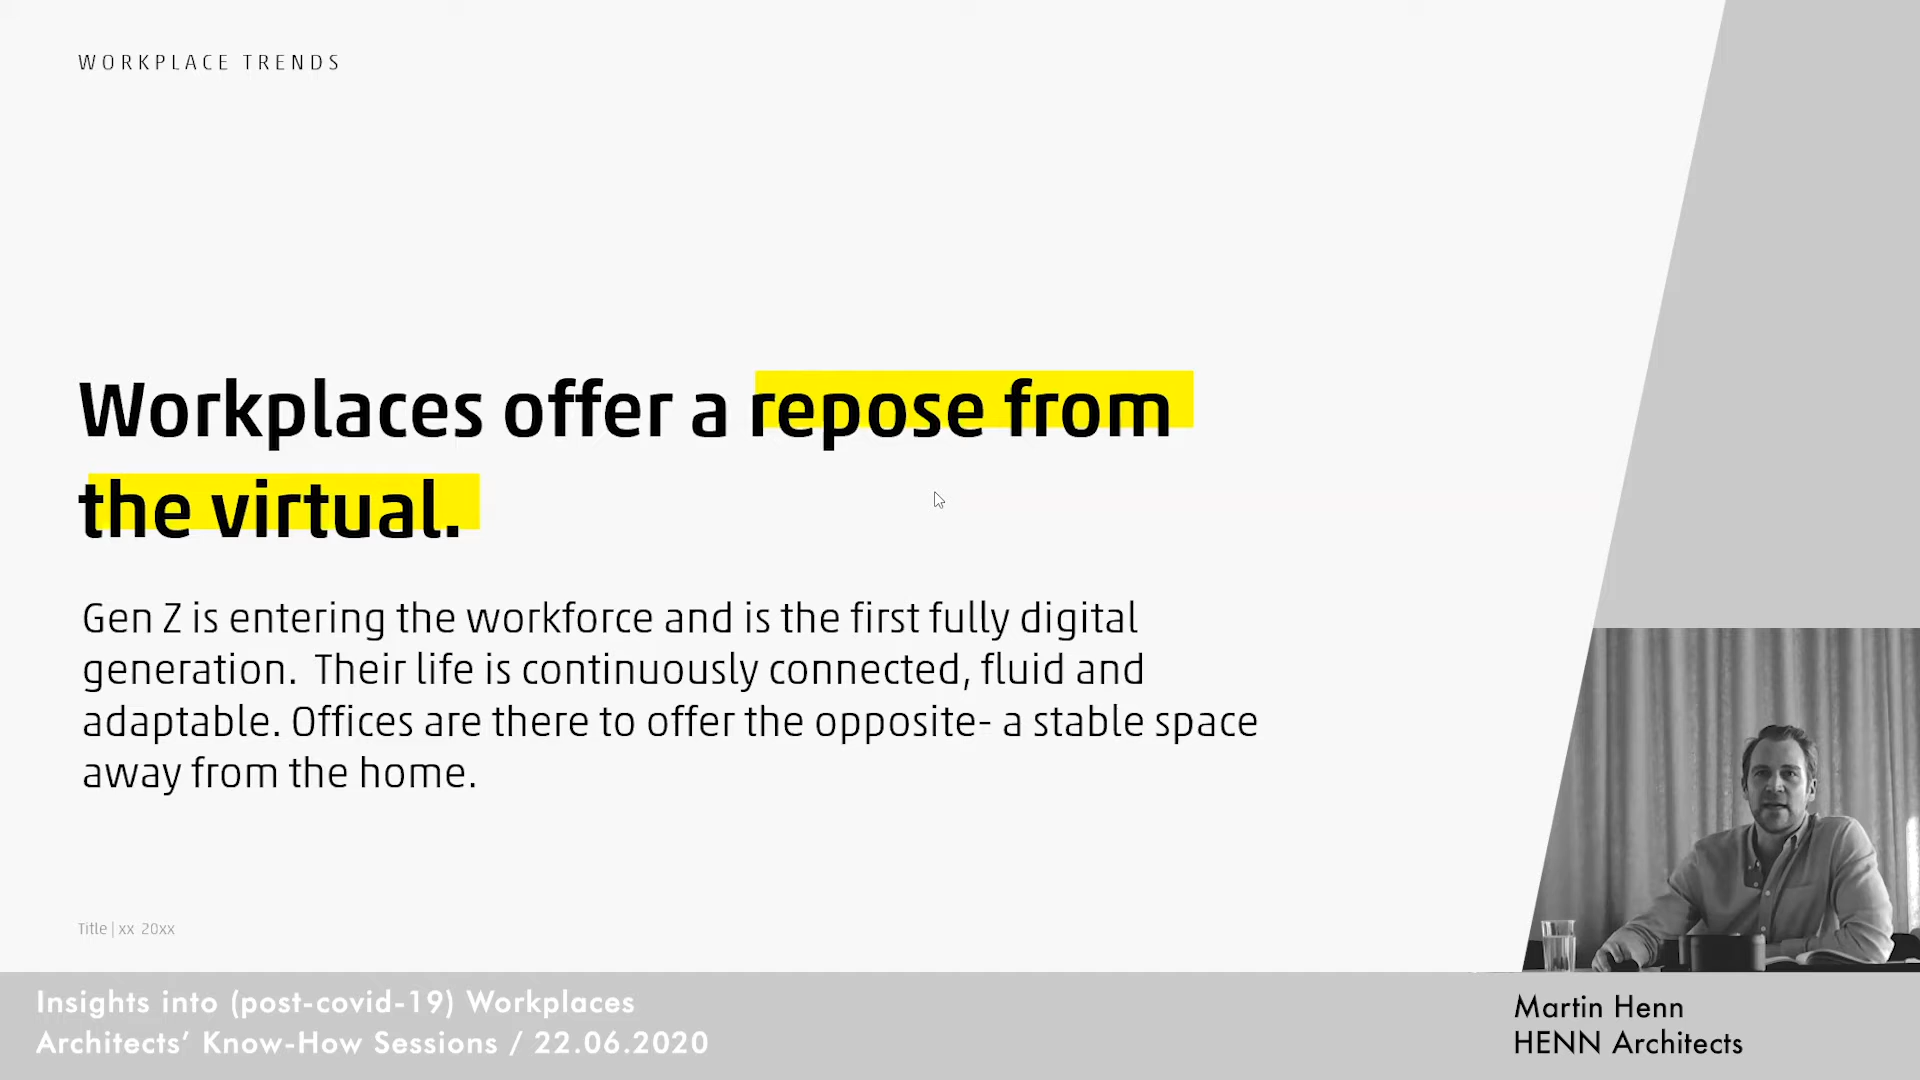 WORKPLACE TRENDS
Workplaces offer a repose from
the virtual.
Gen Z is entering the workforce and is the first fully digital
generation.  Their life is continuously connected, fluid and
adaptable. Offices are there to offer the opposite- a stable space
away from the home.
Title | xx 20xx
Insights into (post-covid-19) Workplaces
Architects’ Know-How Sessions / 22.06.2020
Martin Henn
HENN Architects